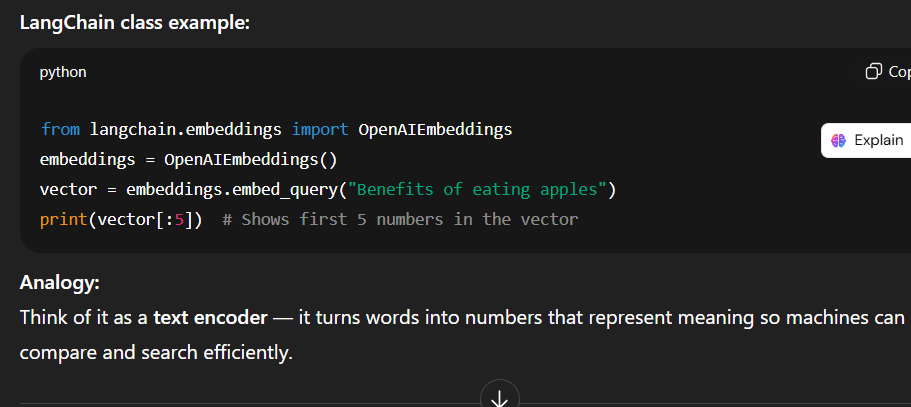 LangChain class example:
python
Cop
from langchain.embeddings import OpenAIEmbeddings
Explain
embeddings = OpenAIEmbeddings()
vector = embeddings.embed_query("Benefits of eating apples")
print(vector[:5])  # Shows first 5 numbers in the vector
Analogy:
Think of it as a text encoder — it turns words into numbers that represent meaning so machines can
compare and search efficiently.